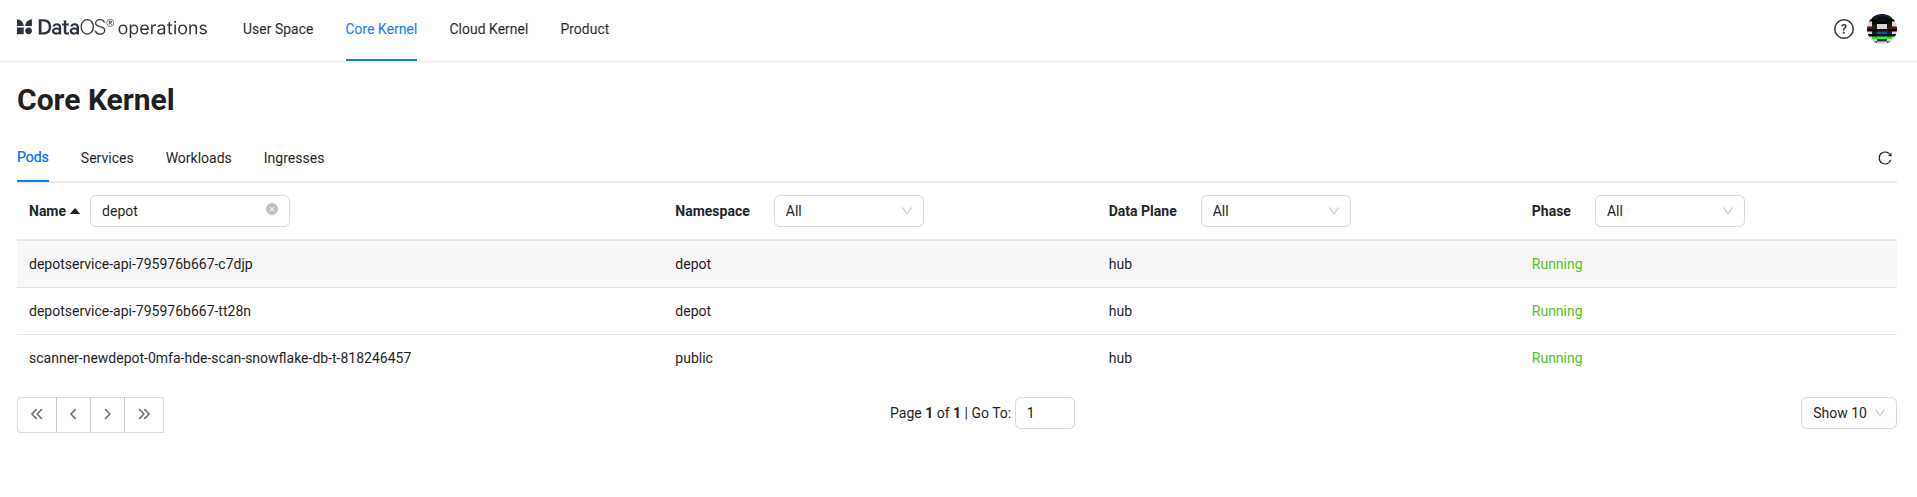 DataOS® operations User Space Core Kernel Cloud Kernel Product ?
Core Kernel
Pods Services Workloads Ingresses
Name depot Namespace All Data Plane All Phase All
depotservice-api-795976b667-c7djp depot hub Running
depotservice-api-795976b667-tt28n depot hub Running
scanner-newdepot-0mfa-hde-scan-snowflake-db-t-818246457 public hub Running
Page 1 of 1 | Go To: 1 Show 10